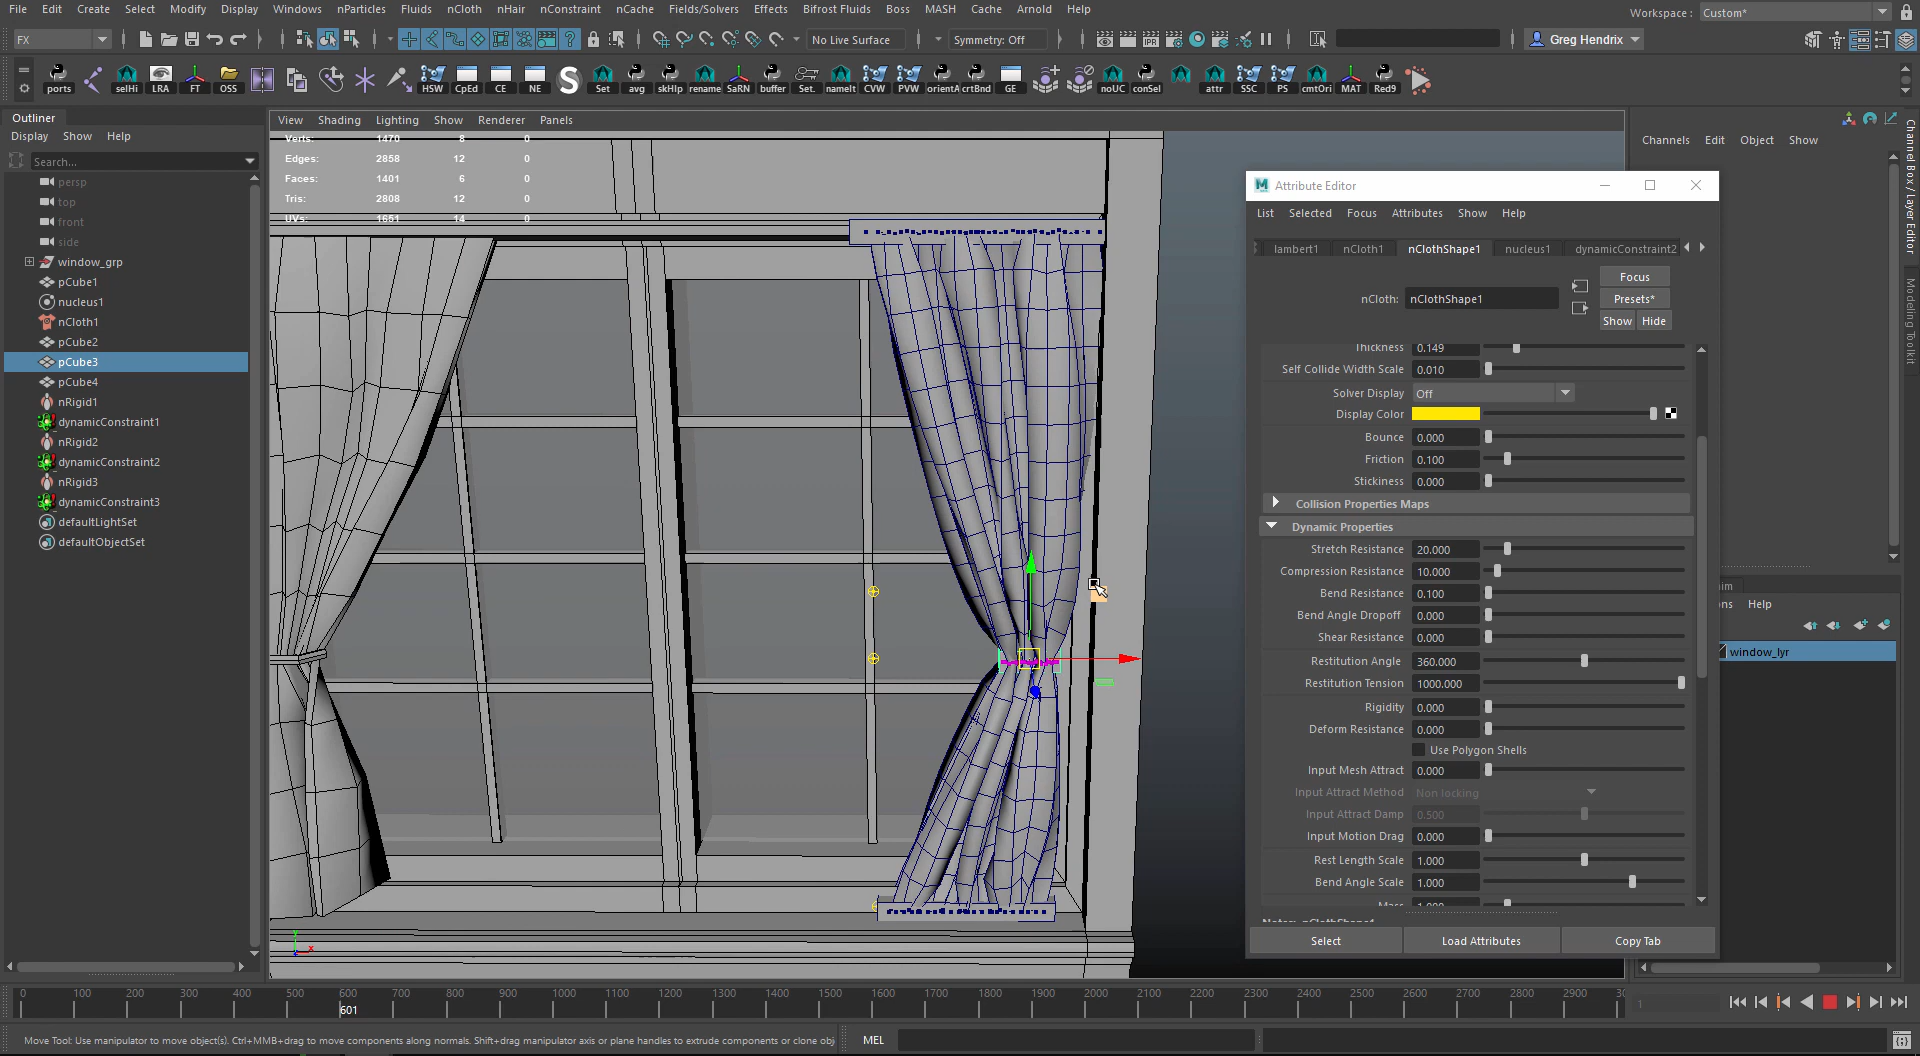 File Edit Create Select Modify Display Windows nParticles Fluids nCloth nHair nConstraint nCache Fields/Solvers Effects Bifrost Fluids Boss MASH Cache Arnold Help
Workspace : Custom*
FX
No Live Surface
Symmetry: Off
Greg Hendrix
ports selHi LRA FT OSS HSW CpEd CE NE Set avg skHlp rename SaRN buffer Set. nameIt CVW PVW orientA crtBnd GE noUC conSel attr SSC PS cmtOri MAT Red9
Outliner
Display Show Help
Search...
persp
top
front
side
window_grp
pCube1
nucleus1
nCloth1
pCube2
pCube3
pCube4
nRigid1
dynamicConstraint1
nRigid2
dynamicConstraint2
nRigid3
dynamicConstraint3
defaultLightSet
defaultObjectSet
View Shading Lighting Show Renderer Panels
Verts: 1470 8 0
Edges: 2858 12 0
Faces: 1401 6 0
Tris: 2808 12 0
UVs: 1651 14 0
y
x
Attribute Editor
List Selected Focus Attributes Show Help
lambert1 nCloth1 nClothShape1 nucleus1 dynamicConstraint2
nCloth: nClothShape1
Focus
Presets*
Show Hide
Thickness 0.149
Self Collide Width Scale 0.010
Solver Display Off
Display Color
Bounce 0.000
Friction 0.100
Stickiness 0.000
Collision Properties Maps
Dynamic Properties
Stretch Resistance 20.000
Compression Resistance 10.000
Bend Resistance 0.100
Bend Angle Dropoff 0.000
Shear Resistance 0.000
Restitution Angle 360.000
Restitution Tension 1000.000
Rigidity 0.000
Deform Resistance 0.000
Use Polygon Shells
Input Mesh Attract 0.000
Input Attract Method Non locking
Input Attract Damp 0.500
Input Motion Drag 0.000
Rest Length Scale 1.000
Bend Angle Scale 1.000
Mass 1.000
Notes: nClothShape1
Select Load Attributes Copy Tab
Channels Edit Object Show
Channel Box / Layer Editor
Modeling Toolkit
Help
window_lyr
0 100 200 300 400 500 600 700 800 900 1000 1100 1200 1300 1400 1500 1600 1700 1800 1900 2000 2100 2200 2300 2400 2500 2600 2700 2800 2900
601
1
Move Tool: Use manipulator to move object(s). Ctrl+MMB+drag to move components along normals. Shift+drag manipulator axis or plane handles to extrude components or clone obj
MEL